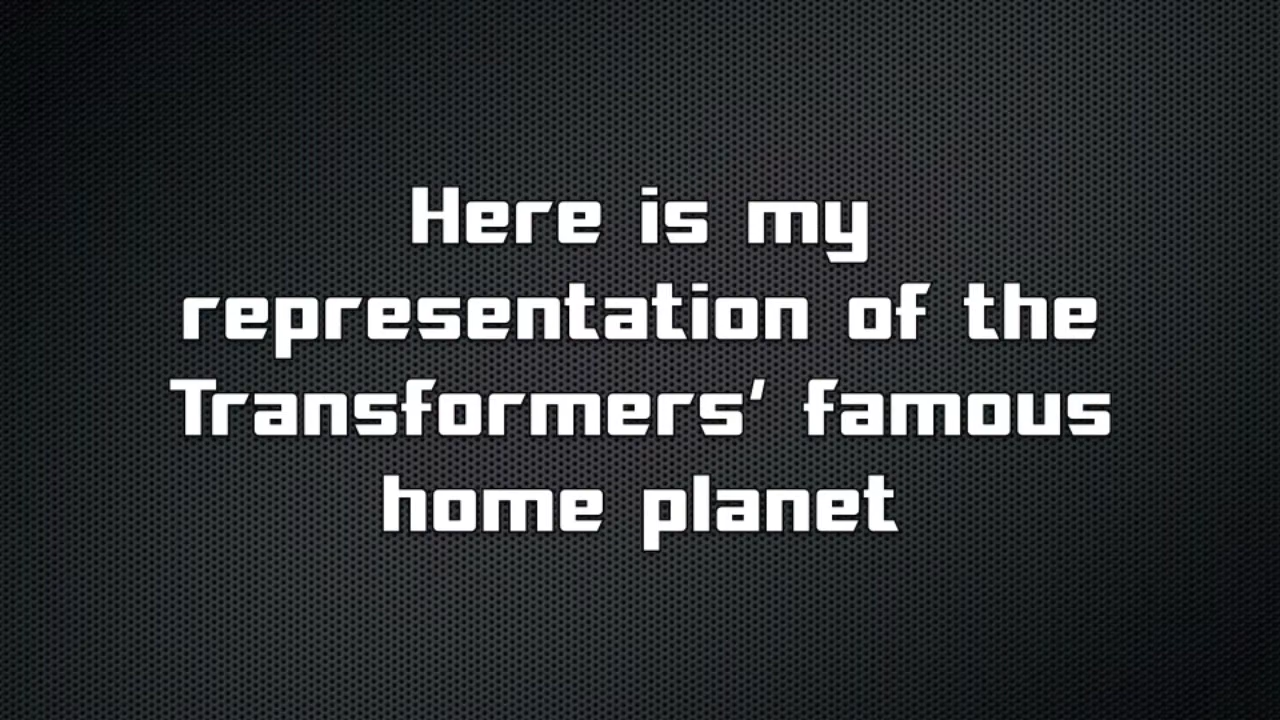 Here is my
representation of the
Transformers' famous
home planet